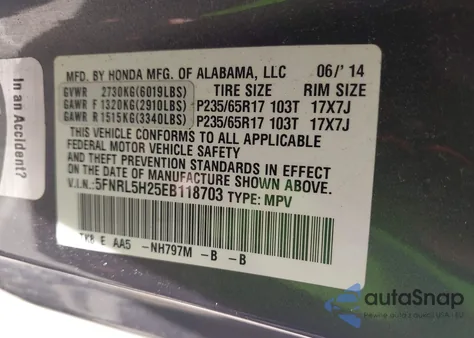 In an Accident?
MFD. BY HONDA MFG. OF ALABAMA, LLC 06/'14
GVWR 2730KG(6019LBS) TIRE SIZE RIM SIZE
GAWR F 1320KG(2910LBS) P235/65R17 103T 17X7J
GAWR R 1515KG(3340LBS) P235/65R17 103T 17X7J
THIS VEHICLE CONFORMS TO ALL APPLICABLE
FEDERAL MOTOR VEHICLE SAFETY
AND THEFT PREVENTION STANDARDS IN EFFECT
ON THE DATE OF MANUFACTURE SHOWN ABOVE.
V.I.N.:5FNRL5H25EB118703 TYPE: MPV
TK8 E AA5 -NH797M -B -B
autoSnap